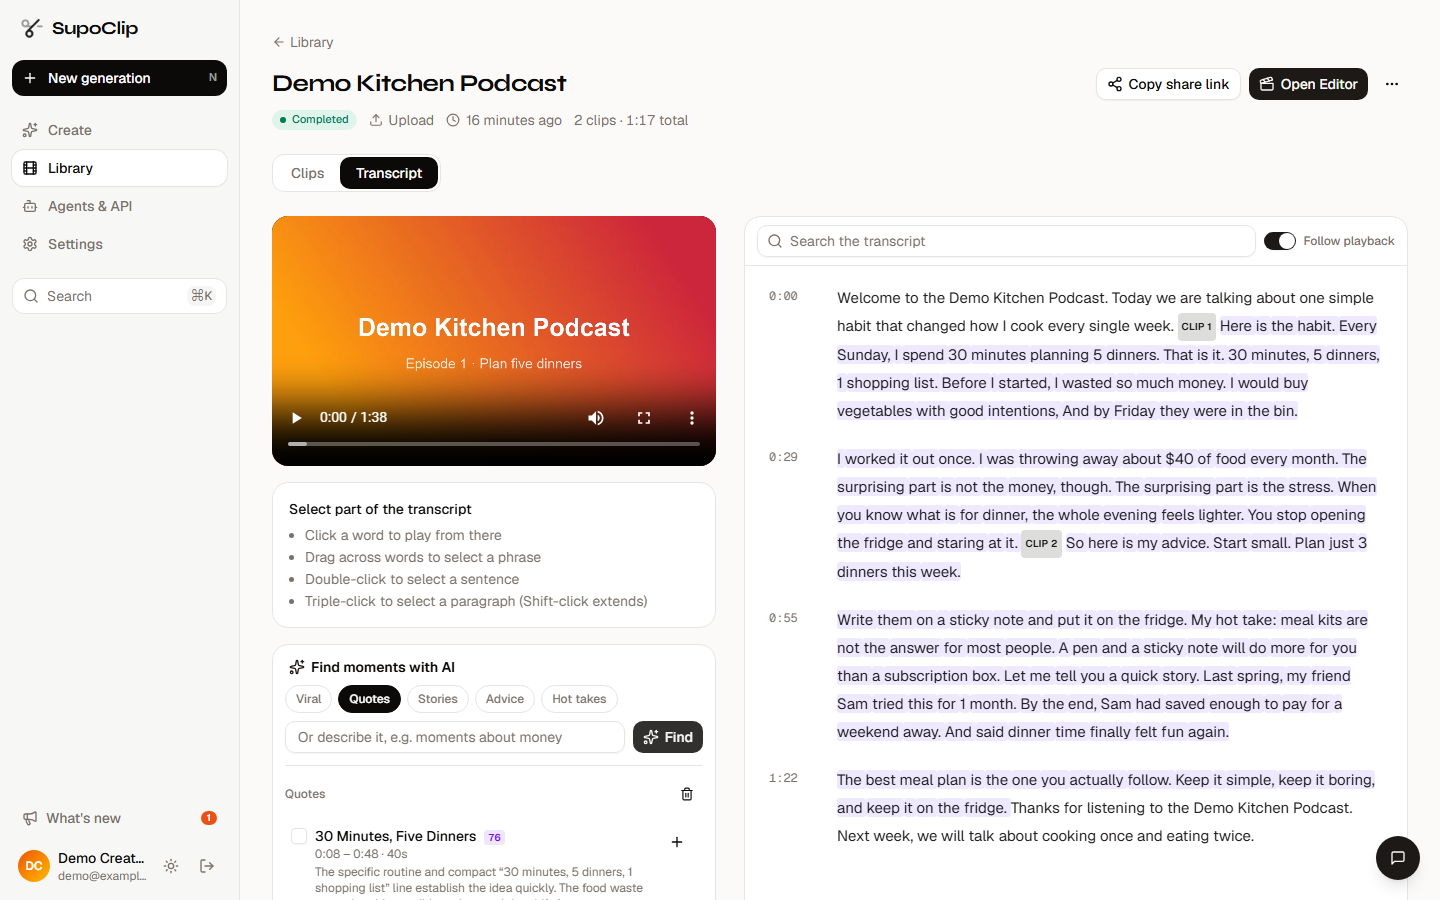 SupoClip
New generation
N
Create
Library
Agents & API
Settings
Search
⌘K
What's new
1
DC
Demo Creat...
demo@exampl...
← Library
Demo Kitchen Podcast
Completed
Upload
16 minutes ago
2 clips · 1:17 total
Copy share link
Open Editor
Clips
Transcript
Demo Kitchen Podcast
Episode 1 · Plan five dinners
0:00 / 1:38
Select part of the transcript
• Click a word to play from there
• Drag across words to select a phrase
• Double-click to select a sentence
• Triple-click to select a paragraph (Shift-click extends)
Find moments with AI
Viral
Quotes
Stories
Advice
Hot takes
Or describe it, e.g. moments about money
Find
Quotes
30 Minutes, Five Dinners 76
0:08 – 0:48 · 40s
The specific routine and compact “30 minutes, 5 dinners, 1
shopping list” line establish the idea quickly. The food waste
Search the transcript
Follow playback
0:00
Welcome to the Demo Kitchen Podcast. Today we are talking about one simple
habit that changed how I cook every single week. CLIP 1 Here is the habit. Every
Sunday, I spend 30 minutes planning 5 dinners. That is it. 30 minutes, 5 dinners,
1 shopping list. Before I started, I wasted so much money. I would buy
vegetables with good intentions, And by Friday they were in the bin.
0:29
I worked it out once. I was throwing away about $40 of food every month. The
surprising part is not the money, though. The surprising part is the stress. When
you know what is for dinner, the whole evening feels lighter. You stop opening
the fridge and staring at it. CLIP 2 So here is my advice. Start small. Plan just 3
dinners this week.
0:55
Write them on a sticky note and put it on the fridge. My hot take: meal kits are
not the answer for most people. A pen and a sticky note will do more for you
than a subscription box. Let me tell you a quick story. Last spring, my friend
Sam tried this for 1 month. By the end, Sam had saved enough to pay for a
weekend away. And said dinner time finally felt fun again.
1:22
The best meal plan is the one you actually follow. Keep it simple, keep it boring,
and keep it on the fridge. Thanks for listening to the Demo Kitchen Podcast.
Next week, we will talk about cooking once and eating twice.